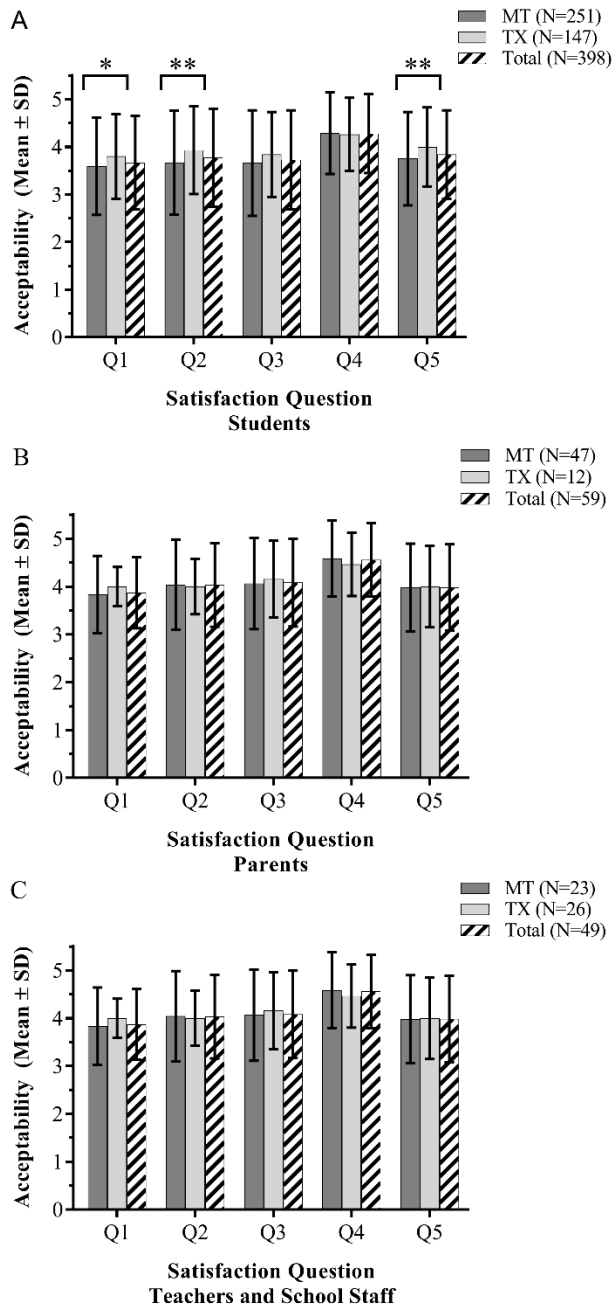 A
MT (N=251)
TX (N=147)
Total (N=398)
* ** **
Acceptability (Mean ± SD)
5
4
3
2
1
0
Q1 Q2 Q3 Q4 Q5
Satisfaction Question
Students
B
MT (N=47)
TX (N=12)
Total (N=59)
Acceptability (Mean ± SD)
5
4
3
2
1
0
Q1 Q2 Q3 Q4 Q5
Satisfaction Question
Parents
C
MT (N=23)
TX (N=26)
Total (N=49)
Acceptability (Mean ± SD)
5
4
3
2
1
0
Q1 Q2 Q3 Q4 Q5
Satisfaction Question
Teachers and School Staff